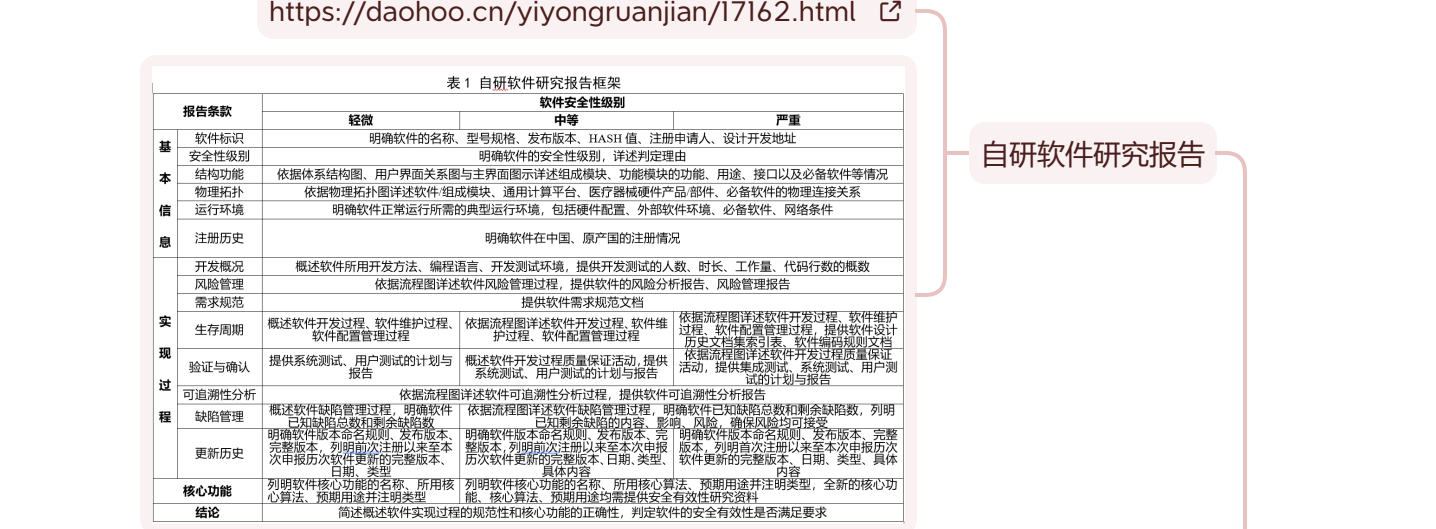 https://daohoo.cn/yiyongruanjian/17162.html
自研软件研究报告
表 1 自研软件研究报告框架
报告条款
软件安全性级别
轻微
中等
严重
基本信息
软件标识
明确软件的名称、型号规格、发布版本、HASH 值、注册申请人、设计开发地址
安全性级别
明确软件的安全性级别，详述判定理由
结构功能
依据体系结构图、用户界面关系图与主界面图示详述组成模块、功能模块的功能、用途、接口以及必备软件等情况
物理拓扑
依据物理拓扑图详述软件/组成模块、通用计算平台、医疗器械硬件产品/部件、必备软件的物理连接关系
运行环境
明确软件正常运行所需的典型运行环境，包括硬件配置、外部软件环境、必备软件、网络条件
注册历史
明确软件在中国、原产国的注册情况
实现过程
开发概况
概述软件所用开发方法、编程语言、开发测试环境，提供开发测试的人数、时长、工作量、代码行数的概数
风险管理
依据流程图详述软件风险管理过程，提供软件的风险分析报告、风险管理报告
需求规范
提供软件需求规范文档
生存周期
概述软件开发过程、软件维护过程、
软件配置管理过程
依据流程图详述软件开发过程、软件维
护过程、软件配置管理过程
依据流程图详述软件开发过程、软件维护
过程、软件配置管理过程，提供软件设计
历史文档集索引表、软件编码规则文档
验证与确认
提供系统测试、用户测试的计划与
报告
概述软件开发过程质量保证活动，提供
系统测试、用户测试的计划与报告
依据流程图详述软件开发过程质量保证
活动，提供集成测试、系统测试、用户测
试的计划与报告
可追溯性分析
依据流程图详述软件可追溯性分析过程，提供软件可追溯性分析报告
缺陷管理
概述软件缺陷管理过程，明确软件
已知缺陷总数和剩余缺陷数
依据流程图详述软件缺陷管理过程，明确软件已知缺陷总数和剩余缺陷数，列明
已知剩余缺陷的内容、影响、风险，确保风险均可接受
更新历史
明确软件版本命名规则、发布版本、
完整版本，列明前次注册以来至本
次申报历次软件更新的完整版本、
日期、类型
明确软件版本命名规则、发布版本、完
整版本，列明前次注册以来至本次申报
历次软件更新的完整版本、日期、类型、
具体内容
明确软件版本命名规则、发布版本、完整
版本，列明首次注册以来至本次申报历次
软件更新的完整版本、日期、类型、具体
内容
核心功能
列明软件核心功能的名称、所用核
心算法、预期用途并注明类型
列明软件核心功能的名称、所用核心算法、预期用途并注明类型，全新的核心功
能、核心算法、预期用途均需提供安全有效性研究资料
结论
简述概述软件实现过程的规范性和核心功能的正确性，判定软件的安全有效性是否满足要求